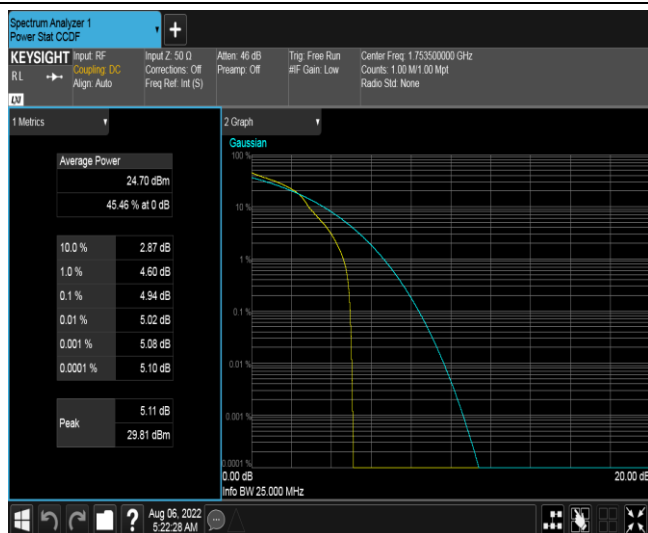 Spectrum Analyzer 1
Power Stat CCDF
+
KEYSIGHT
RL
LXI
Input: RF
Coupling: DC
Align: Auto
Input Z: 50 Ω
Corrections: Off
Freq Ref: Int (S)
Atten: 46 dB
Preamp: Off
Trig: Free Run
#IF Gain: Low
Center Freq: 1.753500000 GHz
Counts: 1.00 M/1.00 Mpt
Radio Std: None
1 Metrics
Average Power
24.70 dBm
45.46 % at 0 dB
10.0 % 2.87 dB
1.0 % 4.60 dB
0.1 % 4.94 dB
0.01 % 5.02 dB
0.001 % 5.08 dB
0.0001 % 5.10 dB
Peak
5.11 dB
29.81 dBm
2 Graph
Gaussian
100 %
10 %
1 %
0.1 %
0.01 %
0.001 %
0.0001 %
0.00 dB
20.00 dB
Info BW 25.000 MHz
?
Aug 06, 2022
5:22:28 AM